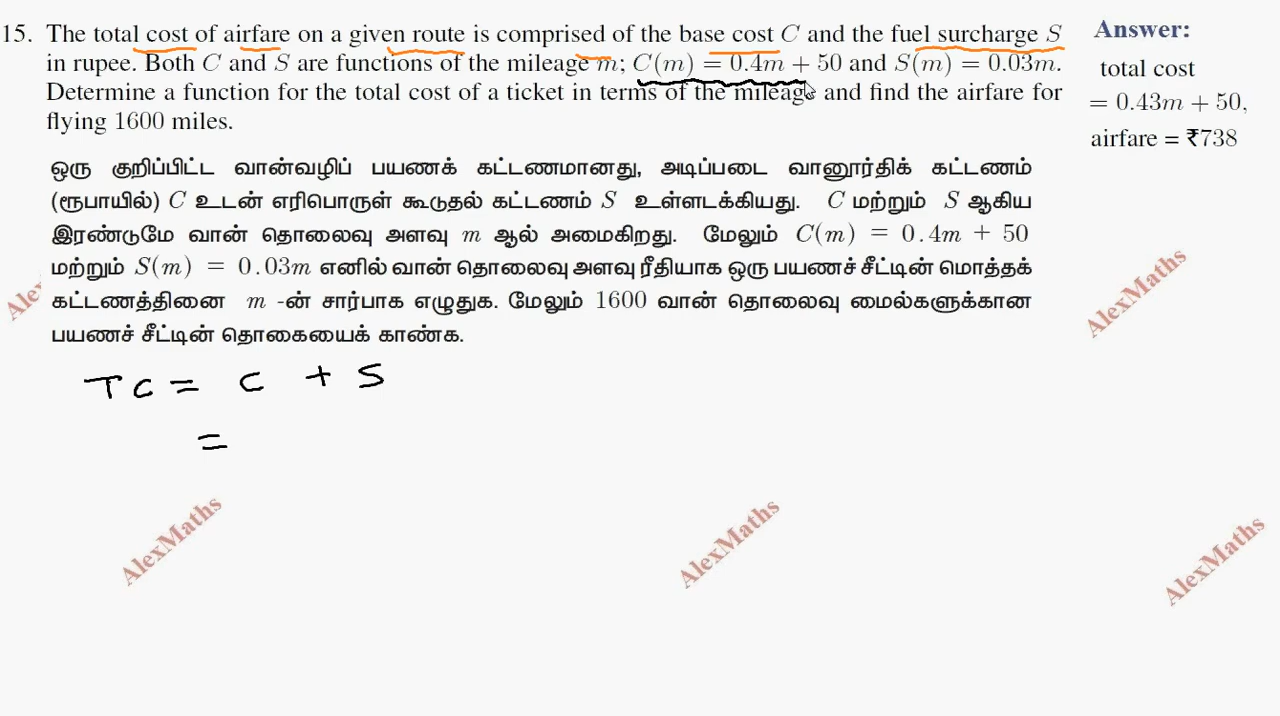 15. The total cost of airfare on a given route is comprised of the base cost C and the fuel surcharge S
in rupee. Both C and S are functions of the mileage m; C(m) = 0.4m + 50 and S(m) = 0.03m.
Determine a function for the total cost of a ticket in terms of the mileage and find the airfare for
flying 1600 miles.
Answer:
total cost
= 0.43m + 50,
airfare = ₹738
ஒரு குறிப்பிட்ட வான்வழிப் பயணக் கட்டணமானது, அடிப்படை வானூர்திக் கட்டணம்
(ரூபாயில்) C உடன் எரிபொருள் கூடுதல் கட்டணம் S உள்ளடக்கியது. C மற்றும் S ஆகிய
இரண்டுமே வான் தொலைவு அளவு m ஆல் அமைகிறது. மேலும் C(m) = 0.4m + 50
மற்றும் S(m) = 0.03m எனில் வான் தொலைவு அளவு ரீதியாக ஒரு பயணச் சீட்டின் மொத்தக்
கட்டணத்தினை m -ன் சார்பாக எழுதுக. மேலும் 1600 வான் தொலைவு மைல்களுக்கான
பயணச் சீட்டின் தொகையைக் காண்க.
TC = C + S
=
AlexMaths
AlexMaths
AlexMaths
AlexMaths